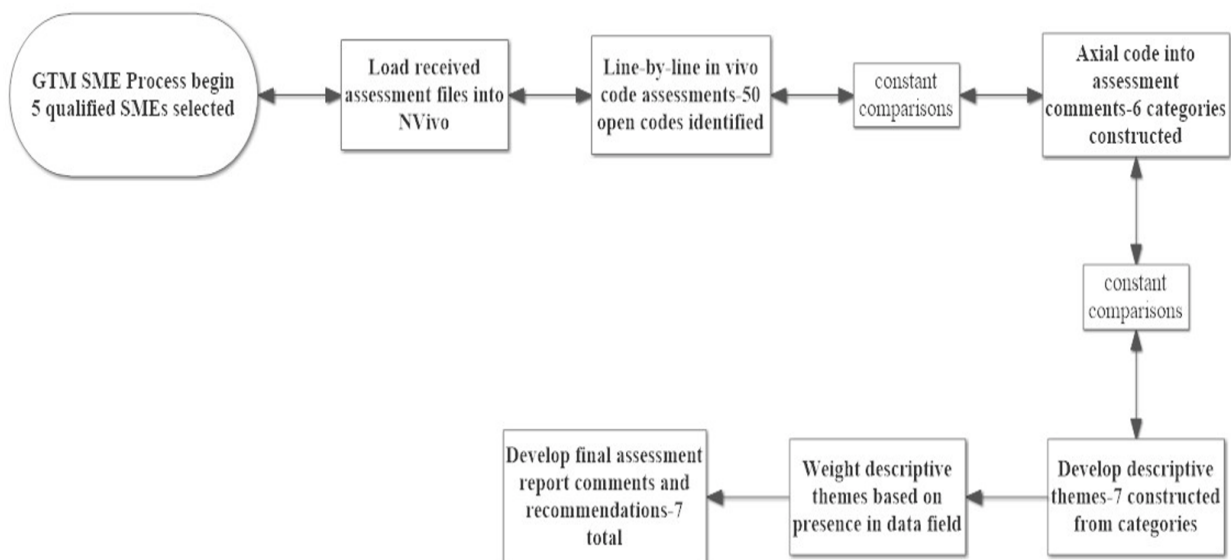 GTM SME Process begin
5 qualified SMEs selected
Load received
assessment files into
NVivo
Line-by-line in vivo
code assessments-50
open codes identified
constant
comparisons
Axial code into
assessment
comments-6 categories
constructed
constant
comparisons
Develop descriptive
themes-7 constructed
from categories
Weight descriptive
themes based on
presence in data field
Develop final assessment
report comments and
recommendations-7
total